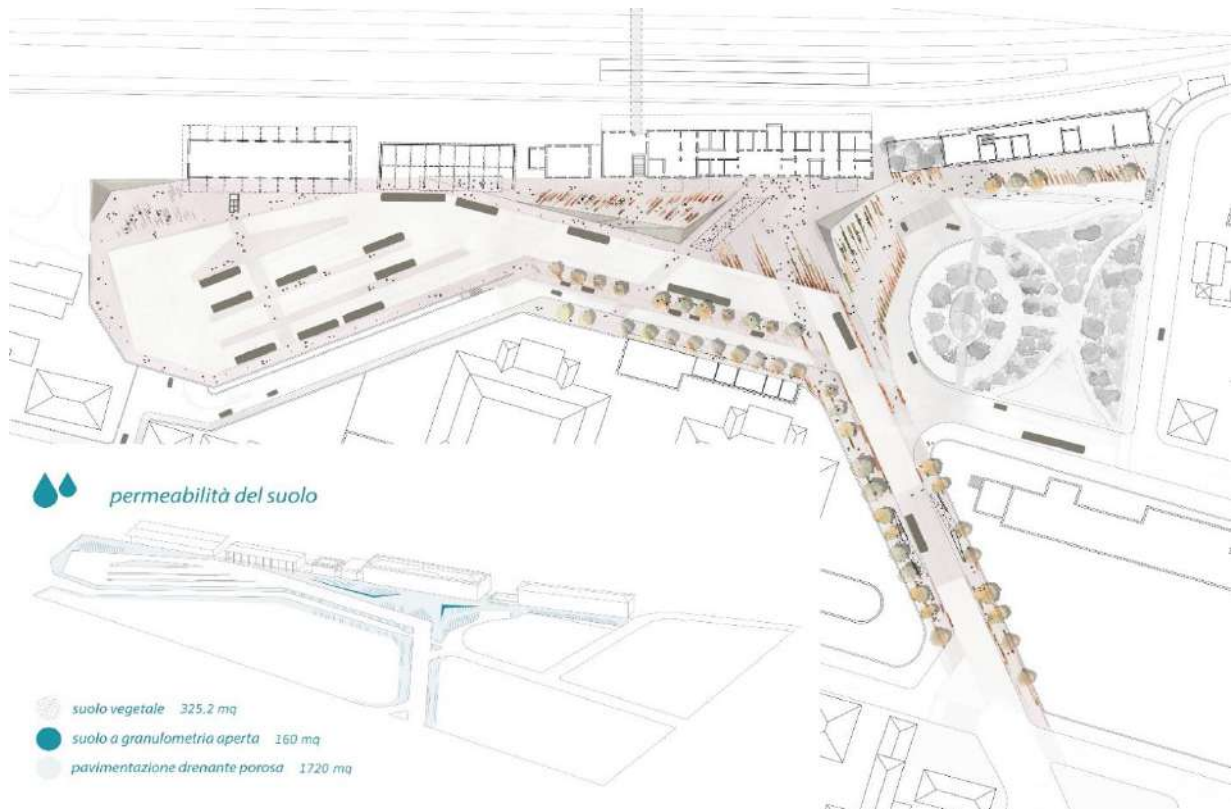 permeabilità del suolo
suolo vegetale 325.2 mq
suolo a granulometria aperta 160 mq
pavimentazione drenante porosa 1720 mq